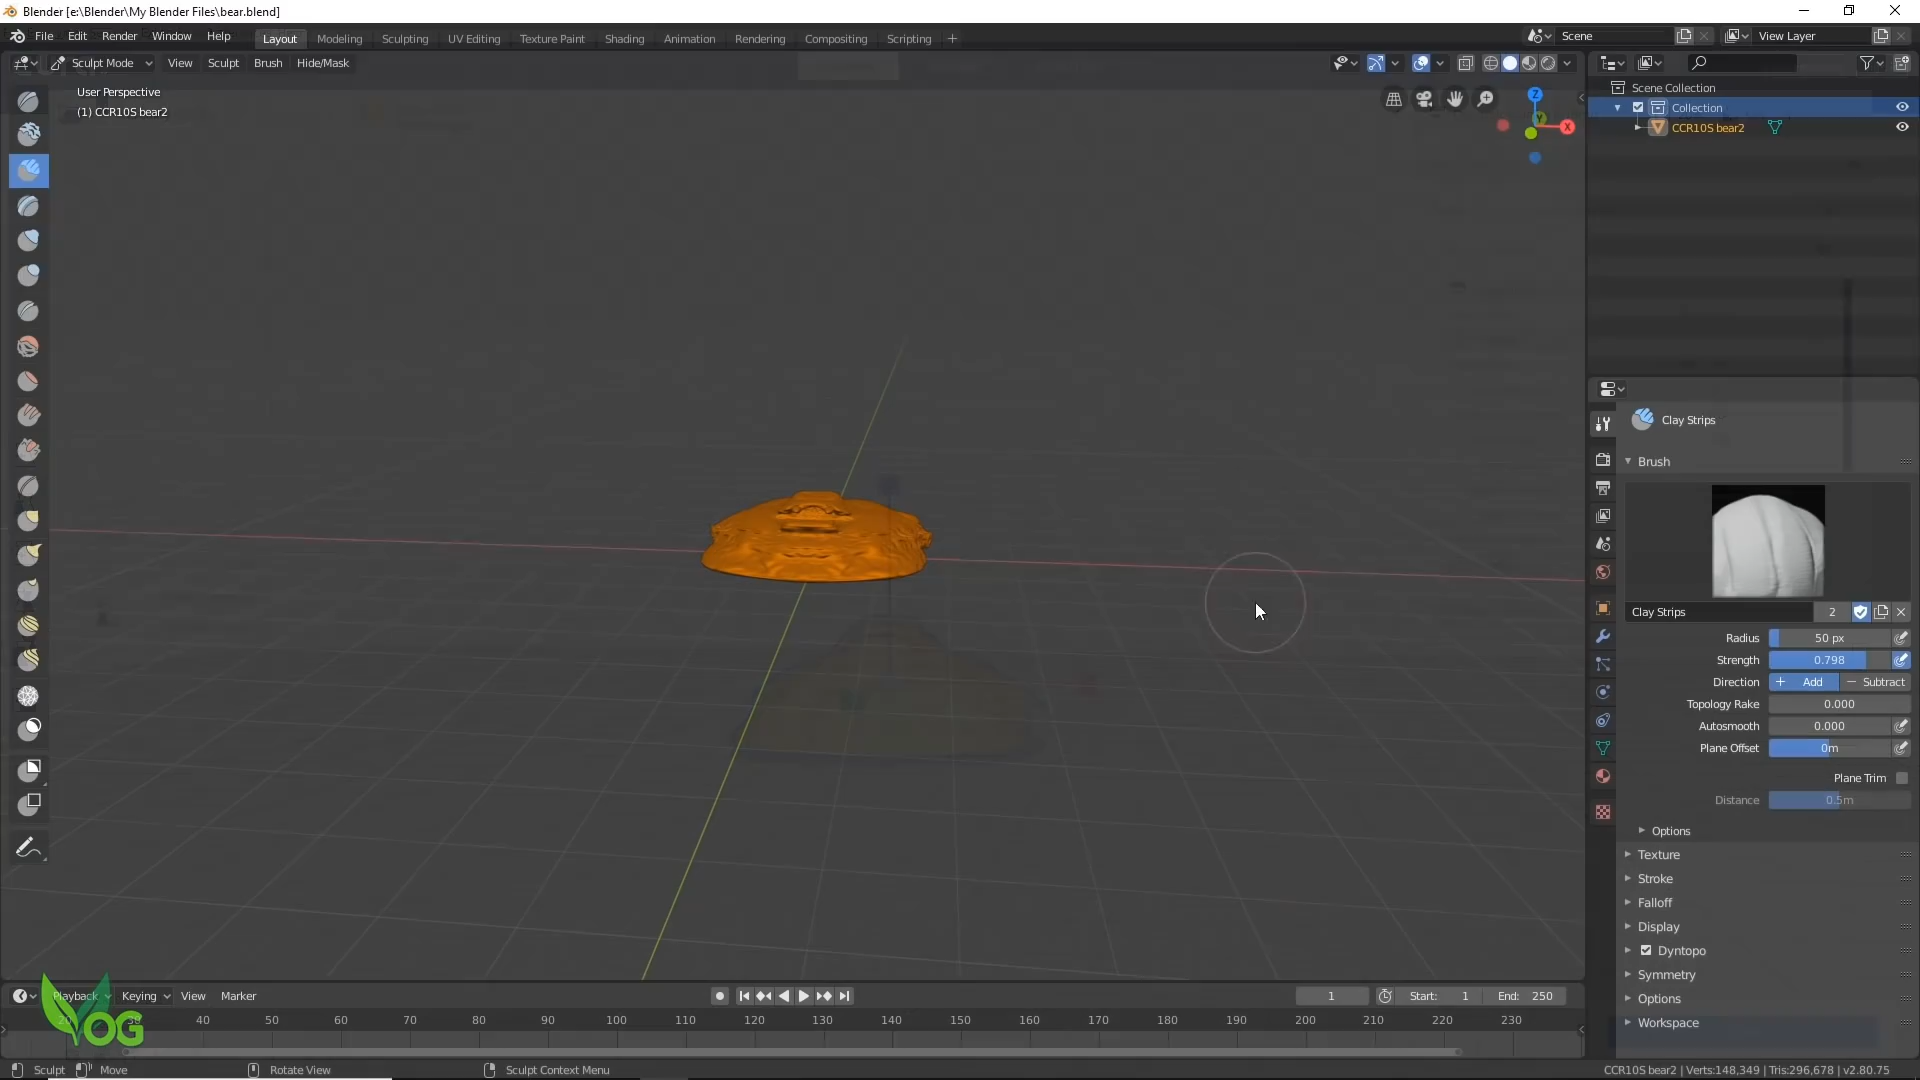 Blender [e:\Blender\My Blender Files\bear.blend]
File Edit Render Window Help Layout Modeling Sculpting UV Editing Texture Paint Shading Animation Rendering Compositing Scripting Scene View Layer
Sculpt Mode View Sculpt Brush Hide/Mask
User Perspective
(1) CCR10S bear2
Z
Y
X
Scene Collection
Collection
CCR10S bear2
Clay Strips
Brush
Clay Strips 2
Radius 50 px
Strength 0.798
Direction + Add − Subtract
Topology Rake 0.000
Autosmooth 0.000
Plane Offset 0m
Plane Trim
Distance 0.5m
Options
Texture
Stroke
Falloff
Display
Dyntopo
Symmetry
Options
Workspace
Playback Keying View Marker 1 Start: 1 End: 250
20 30 40 50 60 70 80 90 100 110 120 130 140 150 160 170 180 190 200 210 220 230
VOG
Sculpt Move Rotate View Sculpt Context Menu CCR10S bear2 | Verts:148,349 | Tris:296,678 | v2.80.75